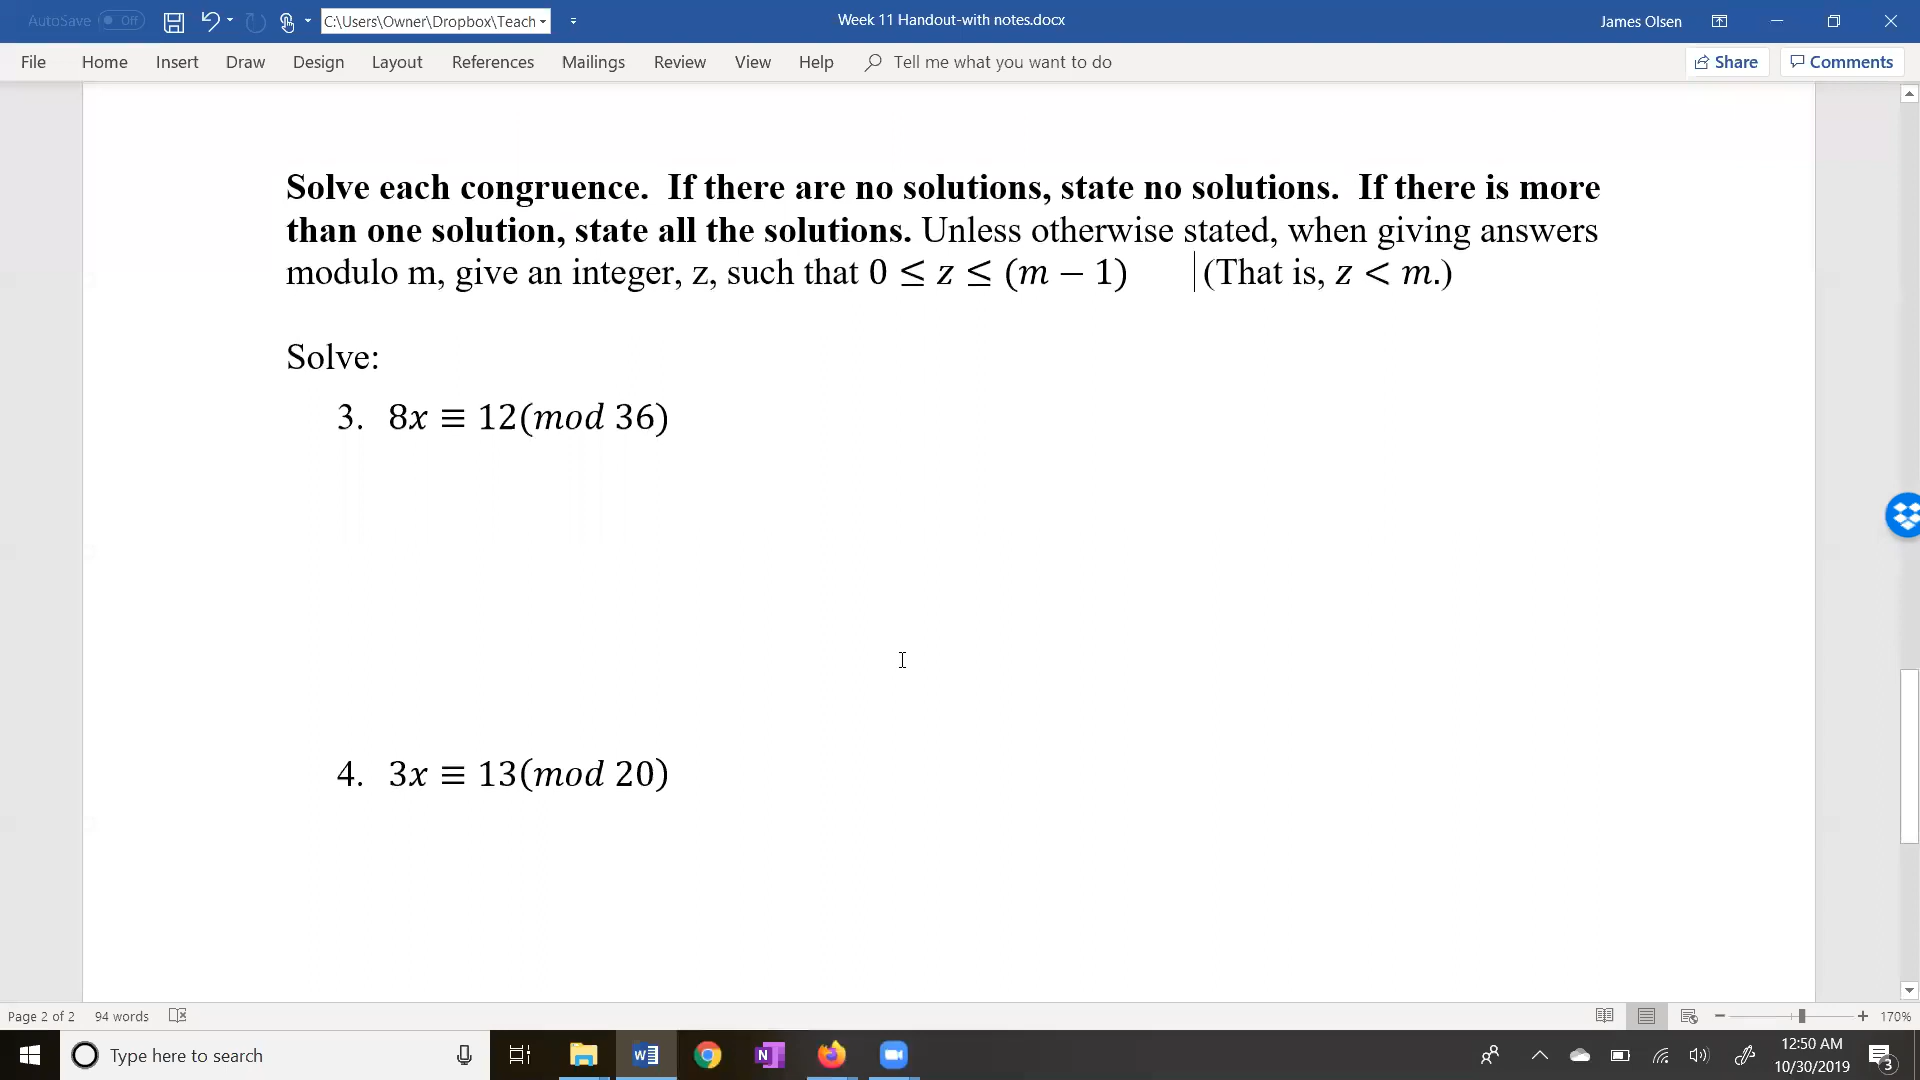 AutoSave Off C:\Users\Owner\Dropbox\Teach Week 11 Handout-with notes.docx James Olsen
File Home Insert Draw Design Layout References Mailings Review View Help Tell me what you want to do Share Comments
Solve each congruence. If there are no solutions, state no solutions. If there is more
than one solution, state all the solutions. Unless otherwise stated, when giving answers
modulo m, give an integer, z, such that 0 ≤ z ≤ (m − 1) (That is, z < m.)
Solve:
3. 8x ≡ 12(mod 36)
4. 3x ≡ 13(mod 20)
Page 2 of 2 94 words 170%
Type here to search 12:50 AM
10/30/2019 3